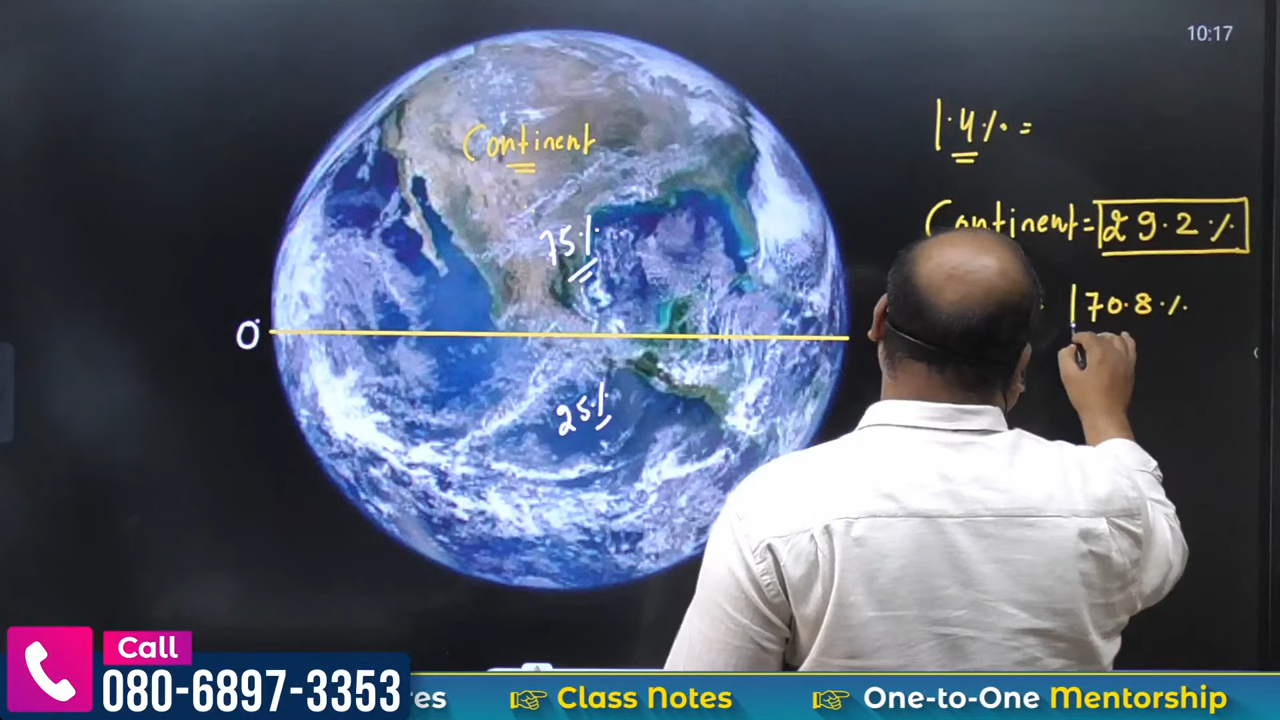 10:17
1.4% =
Continent
Continent = 29.2%
75%
70.8%
0°
25%
Call
080-6897-3353
Class Notes
One-to-One Mentorship